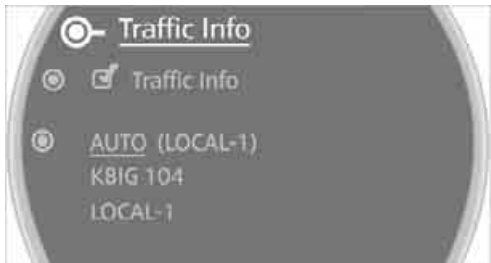 Traffic Info
Traffic Info
AUTO (LOCAL-1)
KBIG 104
LOCAL-1